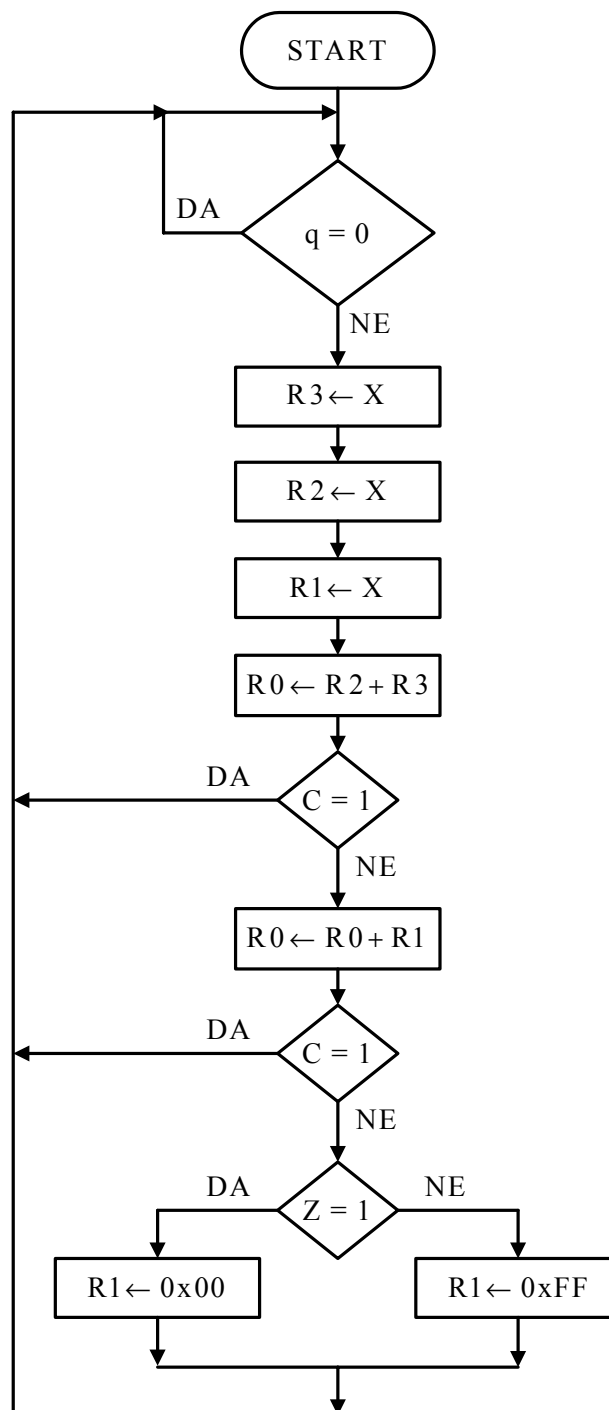 START
DA
q = 0
NE
R3 ← X
R2 ← X
R1 ← X
R0 ← R2 + R3
DA
C = 1
NE
R0 ← R0 + R1
DA
C = 1
NE
DA
Z = 1
NE
R1 ← 0x00
R1 ← 0xFF